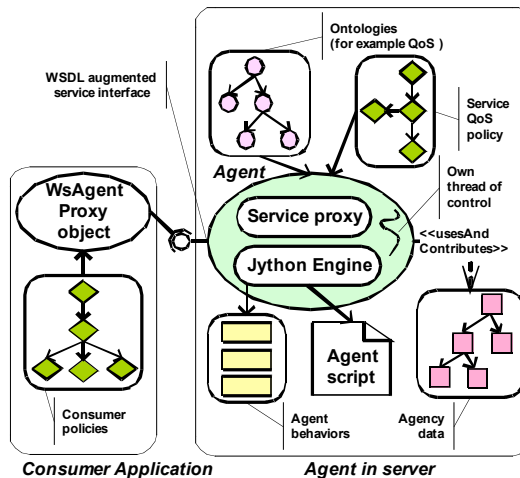 Ontologies
(for example QoS )
WSDL augmented
service interface
Service
QoS
policy
Agent
WsAgent
Proxy
object
Own
thread of
control
Service proxy
<<usesAnd
Contributes>>
Jython Engine
Agent
script
Consumer
policies
Agent
behaviors
Agency
data
Consumer Application
Agent in server